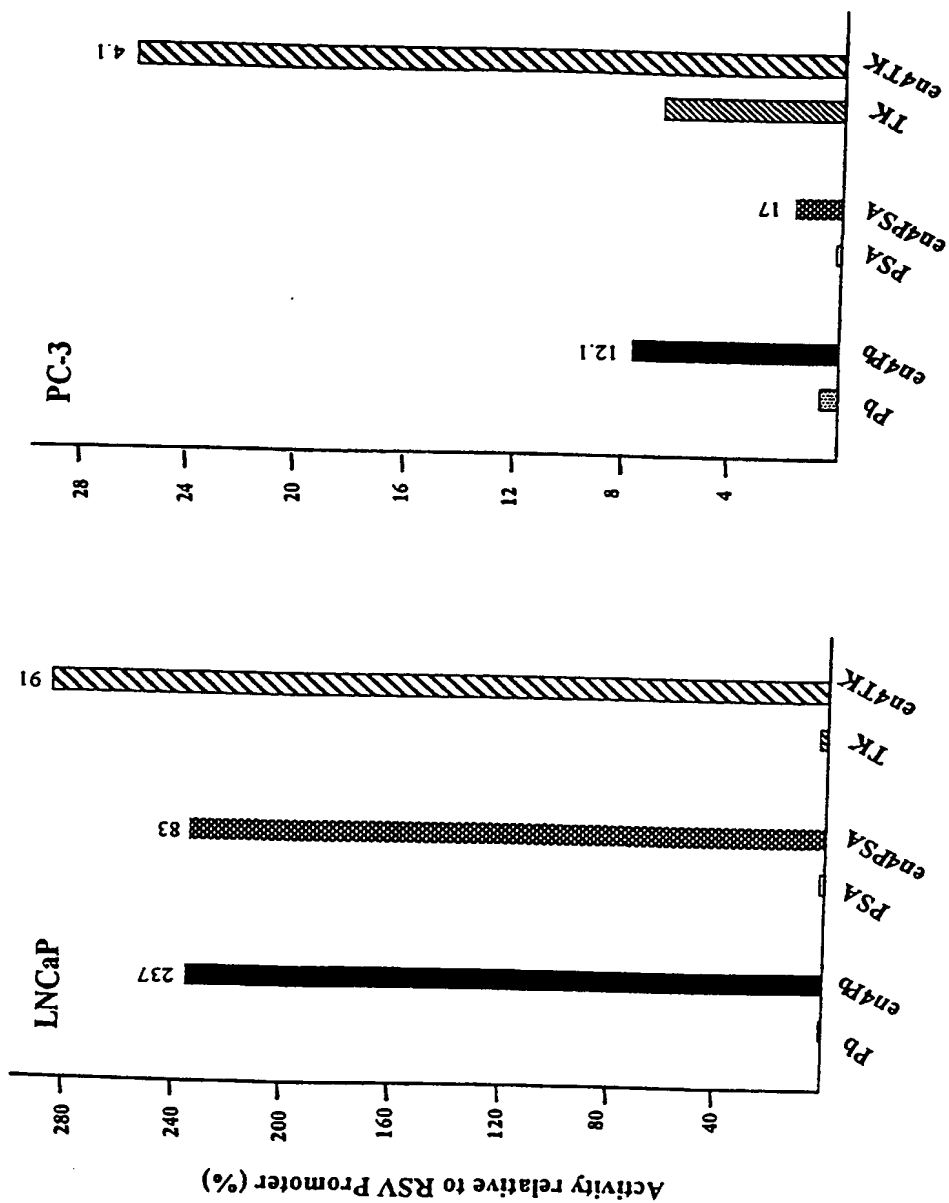 PC-3
28
24
20
16
12
8
4
12.1
17
4.1
Pb
en4Pb
PSA
en4PSA
TK
en4TK
LNCaP
280
240
200
160
120
80
40
237
83
91
Pb
en4Pb
PSA
en4PSA
TK
en4TK
Activity relative to RSV Promoter (%)